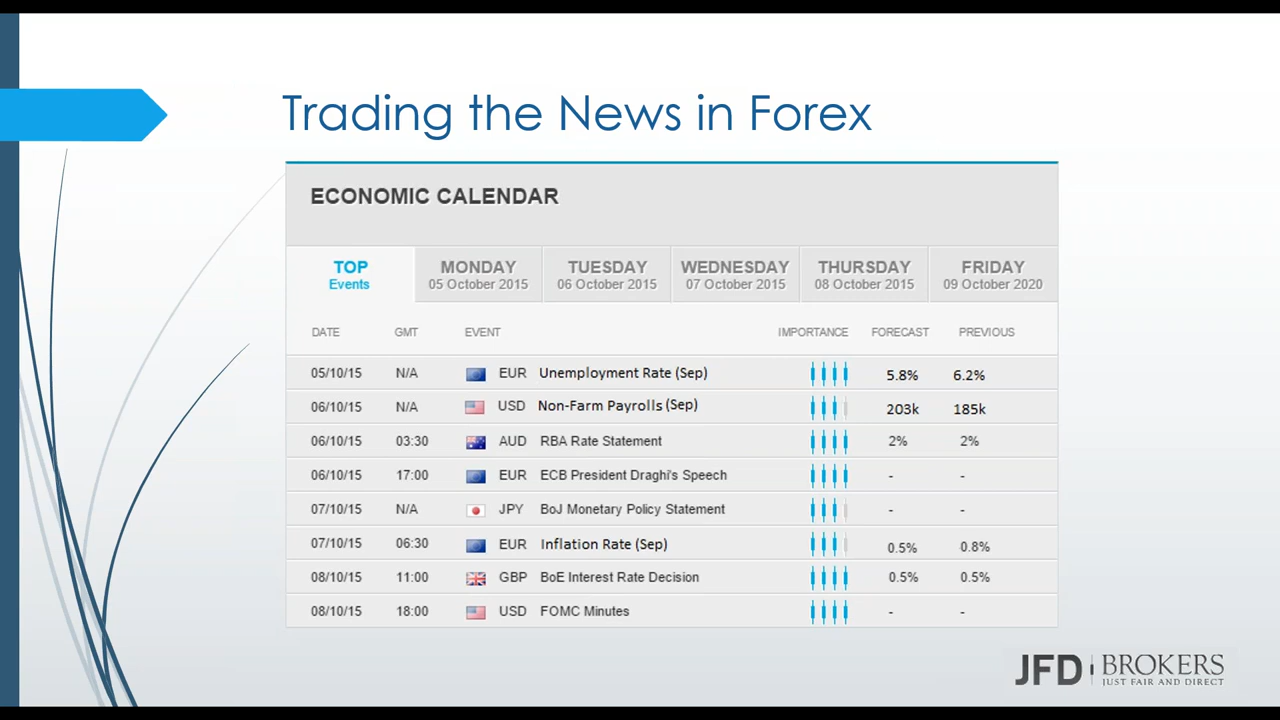 Trading the News in Forex
ECONOMIC CALENDAR
TOP MONDAY TUESDAY WEDNESDAY THURSDAY FRIDAY
Events 05 October 2015 06 October 2015 07 October 2015 08 October 2015 09 October 2020
DATE GMT EVENT IMPORTANCE FORECAST PREVIOUS
05/10/15 N/A EUR Unemployment Rate (Sep) 5.8% 6.2%
06/10/15 N/A USD Non-Farm Payrolls (Sep) 203k 185k
06/10/15 03:30 AUD RBA Rate Statement 2% 2%
06/10/15 17:00 EUR ECB President Draghi's Speech - -
07/10/15 N/A JPY BoJ Monetary Policy Statement - -
07/10/15 06:30 EUR Inflation Rate (Sep) 0.5% 0.8%
08/10/15 11:00 GBP BoE Interest Rate Decision 0.5% 0.5%
08/10/15 18:00 USD FOMC Minutes - -
JFD BROKERS
JUST FAIR AND DIRECT